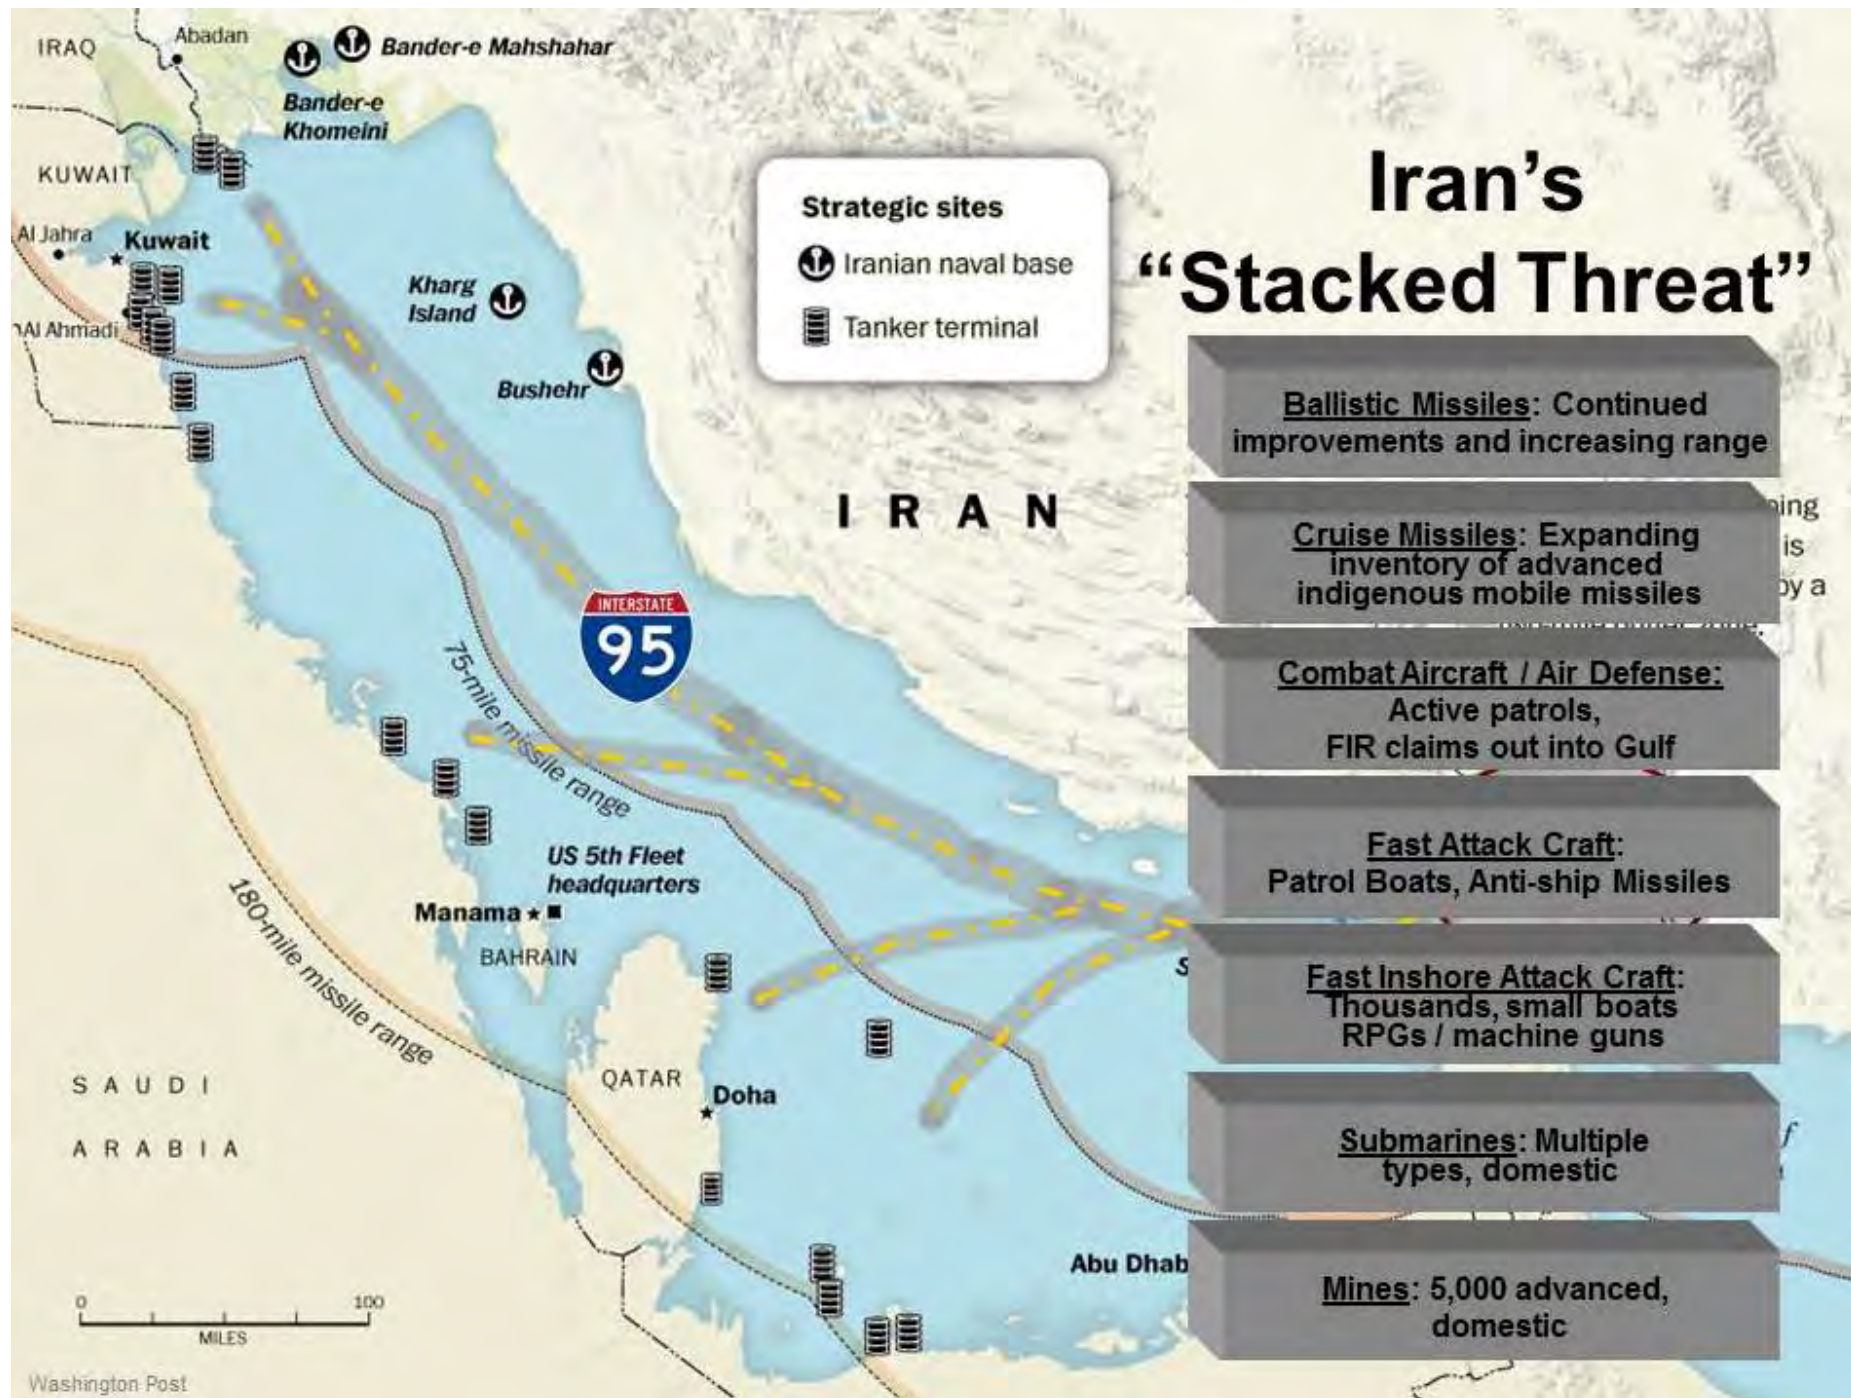 IRAQ
Abadan
Bander-e Mahshahar
Bander-e
Khomeini
KUWAIT
Al Jahra
Kuwait
Al Ahmadi
Kharg
Island
Bushehr
Strategic sites
Iranian naval base
Tanker terminal
Iran's
“Stacked Threat”
IRAN
INTERSTATE
95
75-mile missile range
180-mile missile range
US 5th Fleet
headquarters
Manama
BAHRAIN
QATAR
Doha
SAUDI
ARABIA
Abu Dhab
0 100
MILES
Washington Post
Ballistic Missiles: Continued
improvements and increasing range
Cruise Missiles: Expanding
inventory of advanced
indigenous mobile missiles
Combat Aircraft / Air Defense:
Active patrols,
FIR claims out into Gulf
Fast Attack Craft:
Patrol Boats, Anti-ship Missiles
Fast Inshore Attack Craft:
Thousands, small boats
RPGs / machine guns
Submarines: Multiple
types, domestic
Mines: 5,000 advanced,
domestic
is
by a